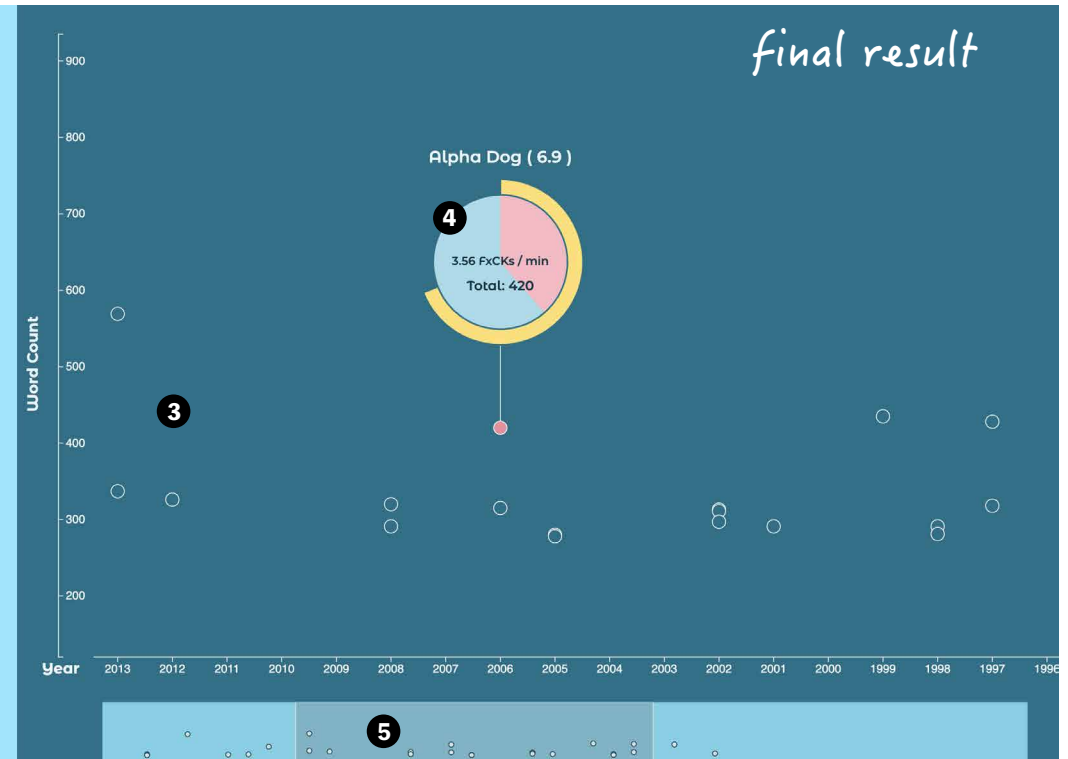 final result
900
800
700
600
500
400
300
200
Word Count
Alpha Dog ( 6.9 )
4
3.56 FxCKs / min
Total: 420
3
Year 2013 2012 2011 2010 2009 2008 2007 2006 2005 2004 2003 2002 2001 2000 1999 1998 1997 1996
5